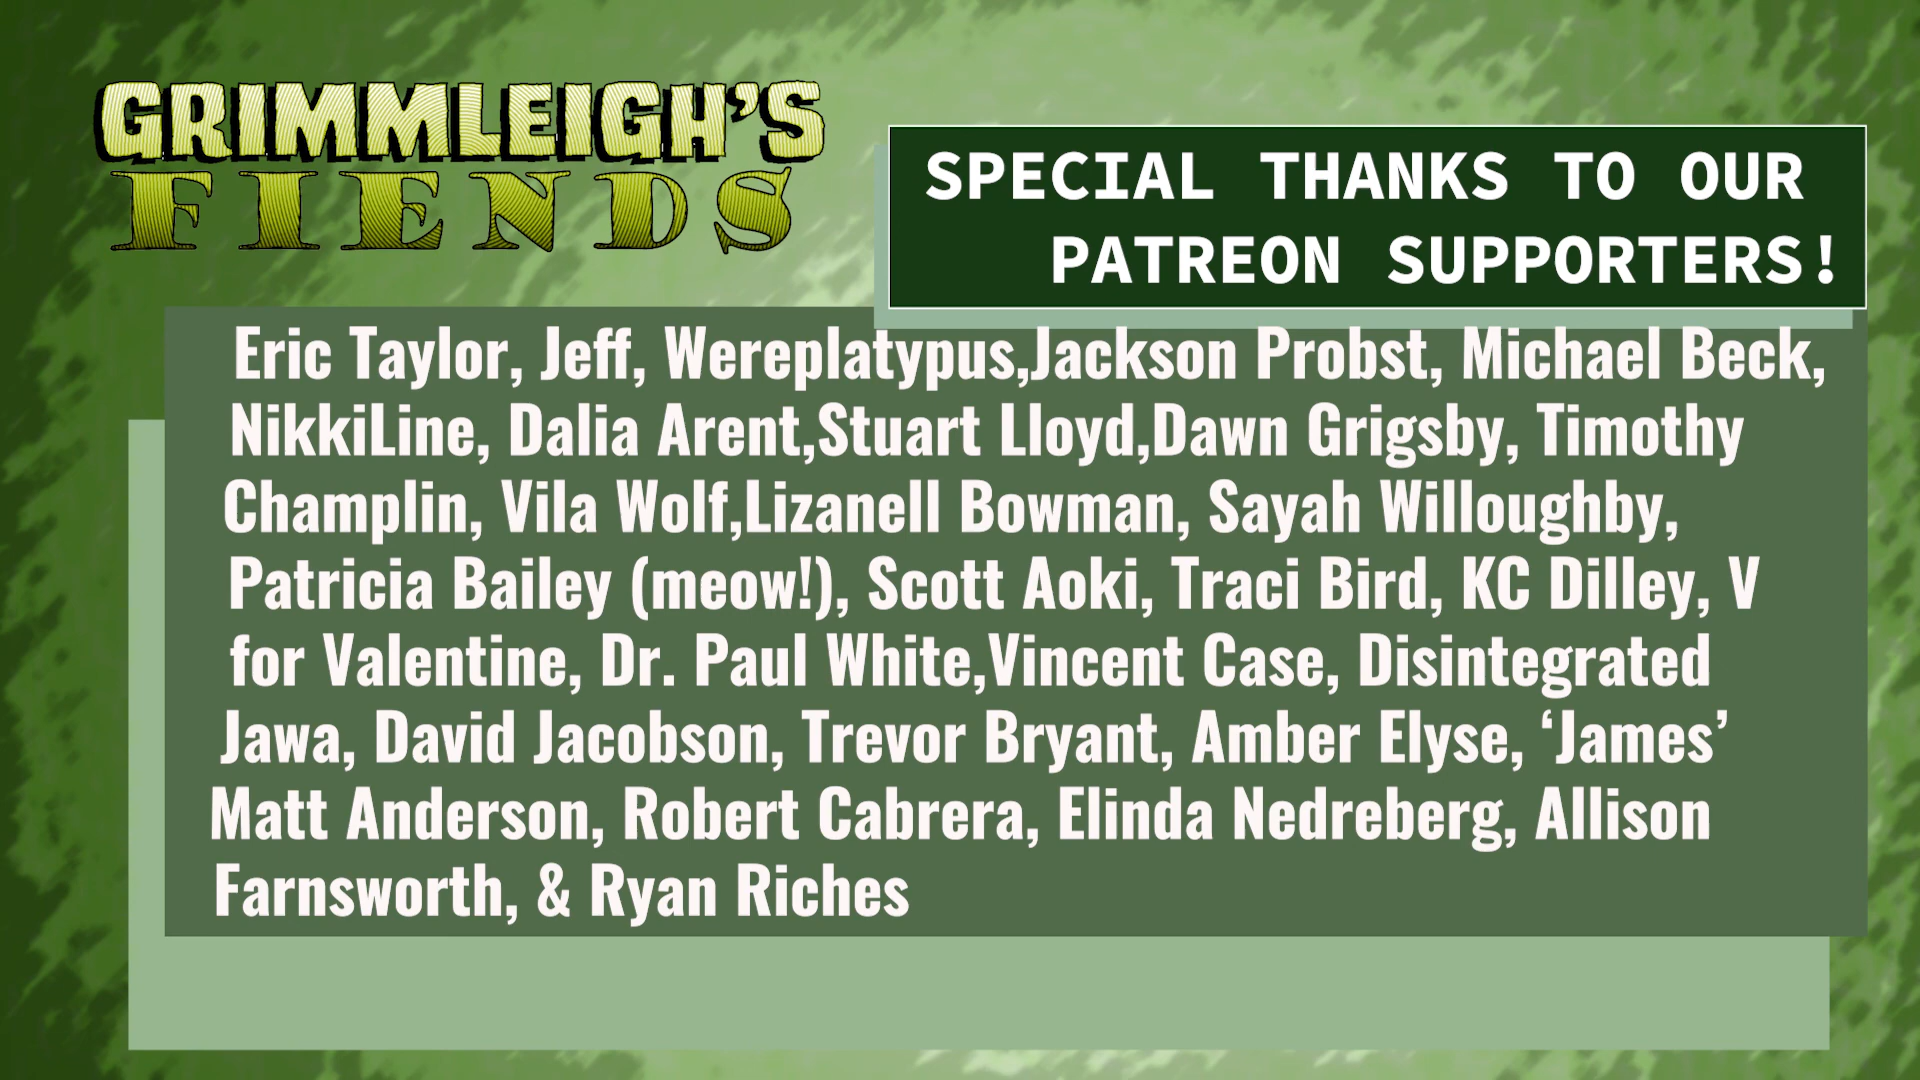 GRIMMLEIGH'S
FIENDS
SPECIAL THANKS TO OUR
PATREON SUPPORTERS!
Eric Taylor, Jeff, Wereplatypus,Jackson Probst, Michael Beck,
NikkiLine, Dalia Arent,Stuart Lloyd,Dawn Grigsby, Timothy
Champlin, Vila Wolf,Lizanell Bowman, Sayah Willoughby,
Patricia Bailey (meow!), Scott Aoki, Traci Bird, KC Dilley, V
for Valentine, Dr. Paul White,Vincent Case, Disintegrated
Jawa, David Jacobson, Trevor Bryant, Amber Elyse, ‘James’
Matt Anderson, Robert Cabrera, Elinda Nedreberg, Allison
Farnsworth, & Ryan Riches